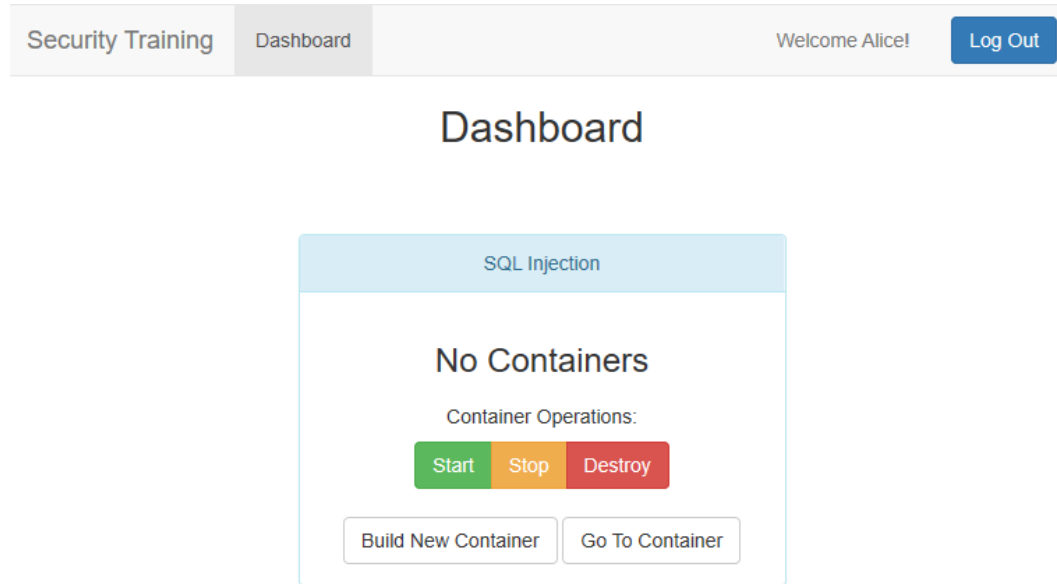 Security Training Dashboard Welcome Alice! Log Out
Dashboard
SQL Injection
No Containers
Container Operations:
Start Stop Destroy
Build New Container Go To Container